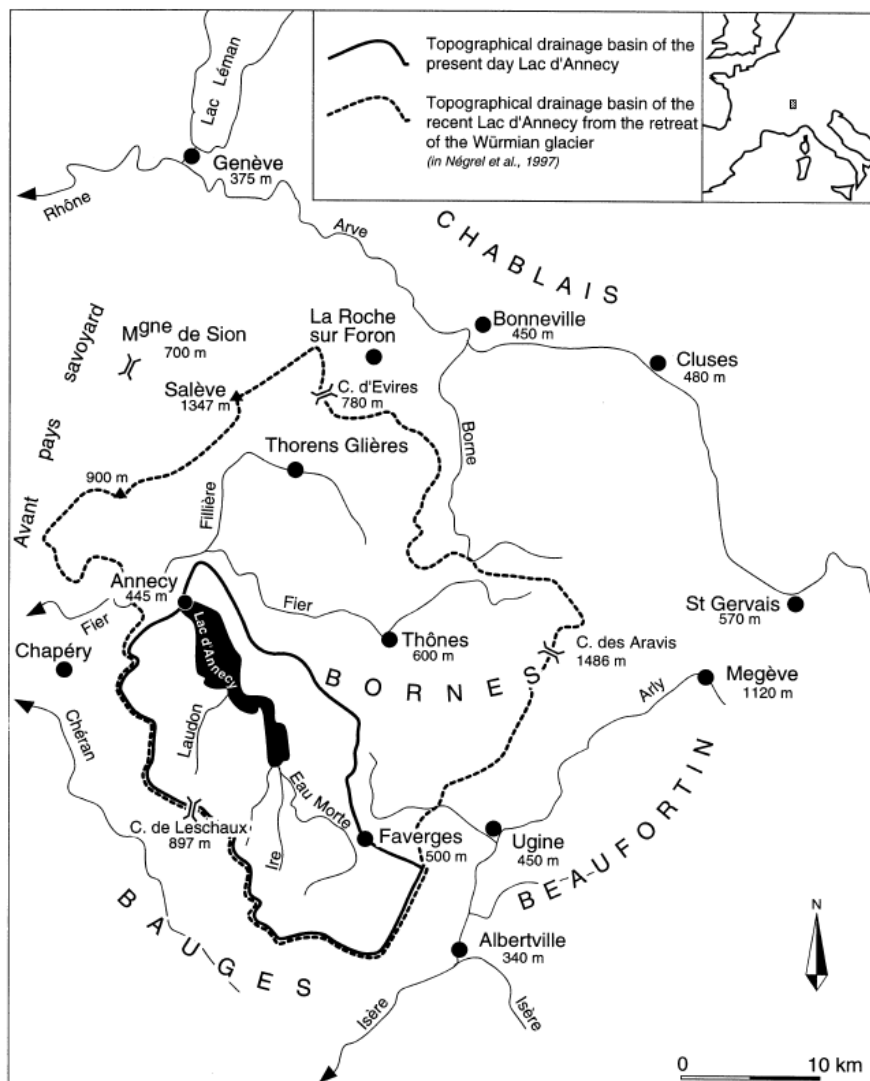 Topographical drainage basin of the
present day Lac d'Annecy
Topographical drainage basin of the
recent Lac d'Annecy from the retreat
of the Würmian glacier
(in Négrel et al., 1997)
Lac Léman
Genève
375 m
Rhône
Arve
CHABLAIS
Mgne de Sion
700 m
La Roche
sur Foron
Bonneville
450 m
Cluses
480 m
Salève
1347 m
C. d'Evires
780 m
Avant pays savoyard
Borne
Thorens Glières
900 m
Fillière
Annecy
445 m
Fier
Fier
Lac d'Annecy
Thônes
600 m
St Gervais
570 m
C. des Aravis
1486 m
Chapéry
BORNES
Megève
1120 m
Arly
Chéran
Laudon
Eau Morte
C. de Leschaux
897 m
Ire
Faverges
500 m
Ugine
450 m
BEAUFORTIN
BAUGES
Albertville
340 m
N
Isère
Isère
0 10 km